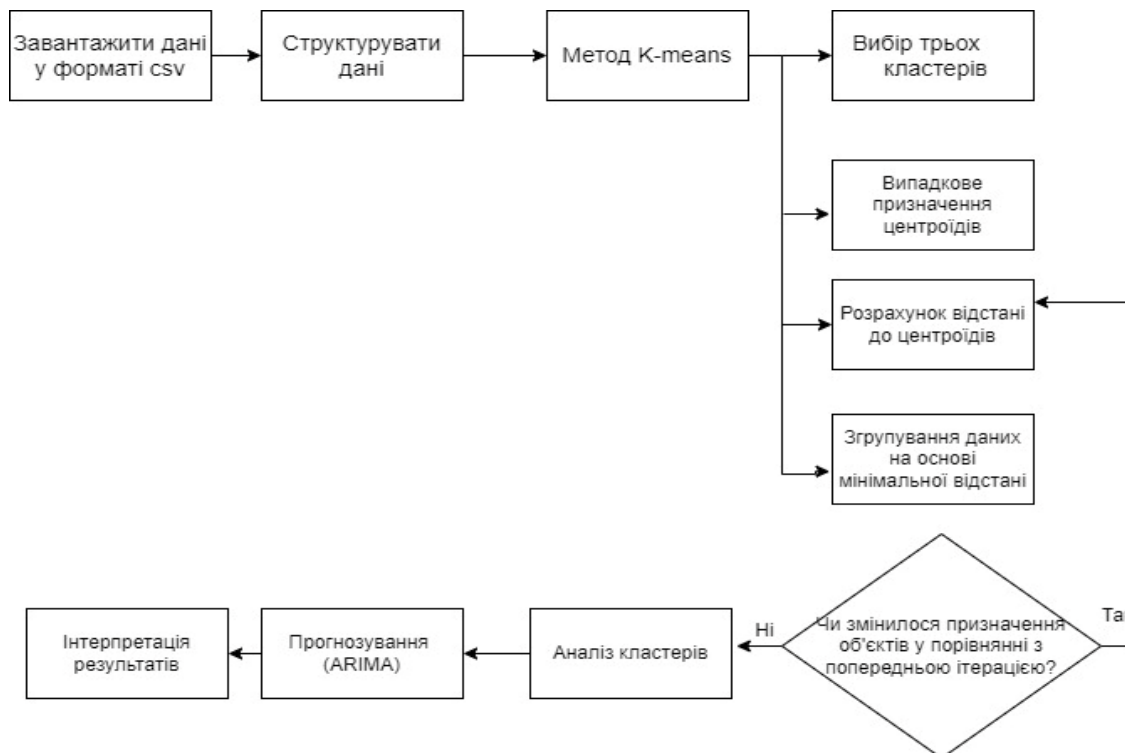 Завантажити дані
у форматі csv
Структурувати
дані
Метод K-means
Вибір трьох
кластерів
Випадкове
призначення
центроїдів
Розрахунок відстані
до центроїдів
Згрупування даних
на основі
мінімальної відстані
Чи змінилося призначення
об'єктів у порівнянні з
попередньою ітерацією?
Та
Ні
Аналіз кластерів
Прогнозування
(ARIMA)
Інтерпретація
результатів